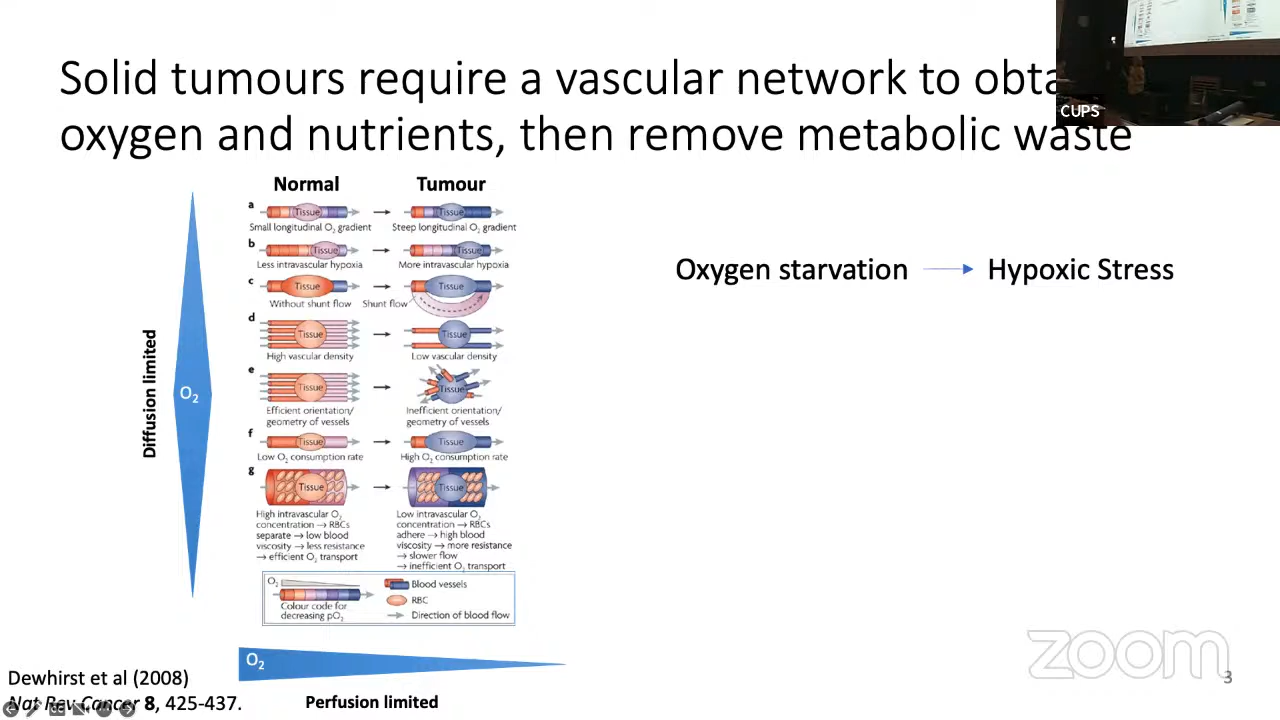 Solid tumours require a vascular network to obta
oxygen and nutrients, then remove metabolic waste
CUPS
Normal
Tumour
a
Tissue
Tissue
Small longitudinal O₂ gradient
Steep longitudinal O₂ gradient
b
Tissue
Tissue
Less intravascular hypoxia
More intravascular hypoxia
c
Tissue
Tissue
Without shunt flow
Shunt flow
d
Tissue
Tissue
High vascular density
Low vascular density
e
Tissue
Tissue
Efficient orientation/
geometry of vessels
Inefficient orientation/
geometry of vessels
f
Tissue
Tissue
Low O₂ consumption rate
High O₂ consumption rate
g
Tissue
Tissue
High intravascular O₂
concentration → RBCs
separate → low blood
viscosity → less resistance
→ efficient O₂ transport
Low intravascular O₂
concentration → RBCs
adhere → high blood
viscosity → more resistance
→ slower flow
→ inefficient O₂ transport
O₂
Colour code for
decreasing pO₂
Blood vessels
RBC
Direction of blood flow
Diffusion limited
O₂
O₂
Perfusion limited
Oxygen starvation
Hypoxic Stress
Dewhirst et al (2008)
Nat Rev Cancer 8, 425-437.
zoom
3